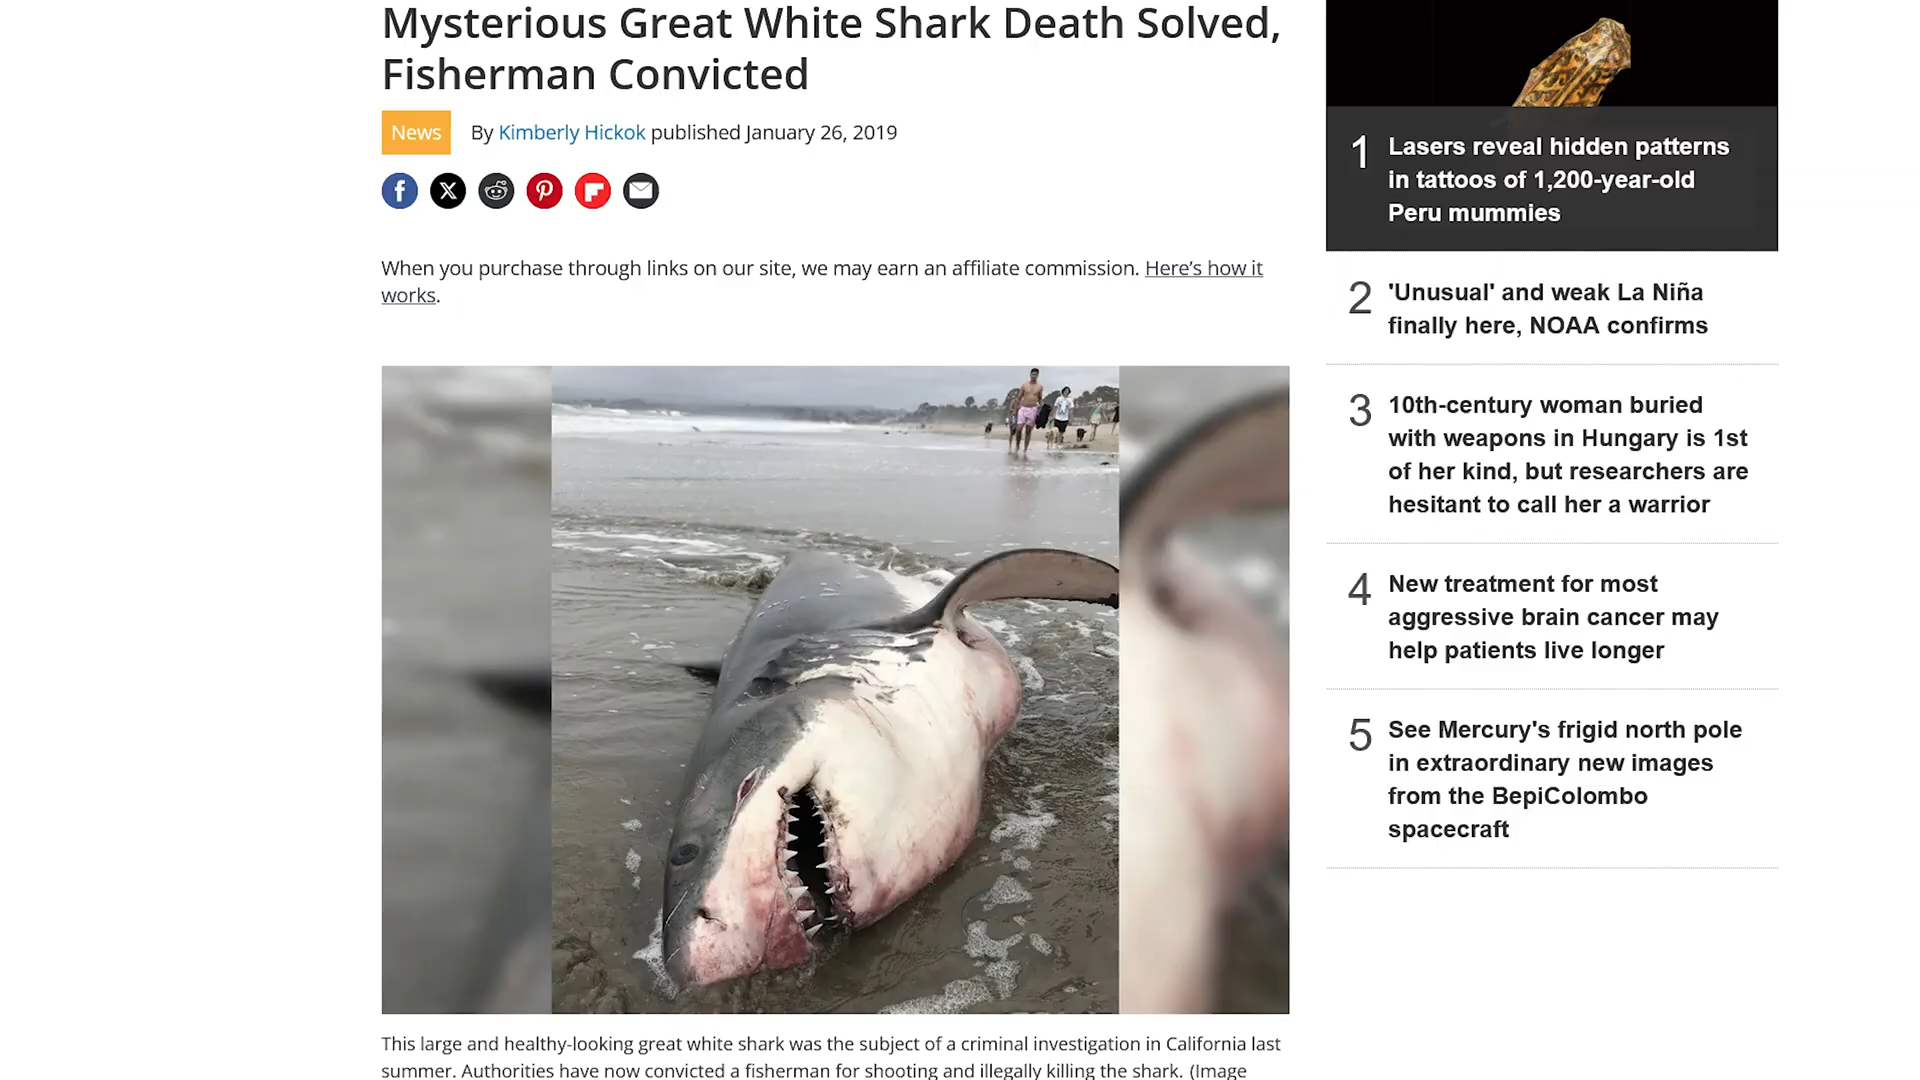 Mysterious Great White Shark Death Solved,
Fisherman Convicted
News By Kimberly Hickok published January 26, 2019
When you purchase through links on our site, we may earn an affiliate commission. Here’s how it
works.
This large and healthy-looking great white shark was the subject of a criminal investigation in California last
summer. Authorities have now convicted a fisherman for shooting and illegally killing the shark. (Image
1 Lasers reveal hidden patterns
in tattoos of 1,200-year-old
Peru mummies
2 'Unusual' and weak La Niña
finally here, NOAA confirms
3 10th-century woman buried
with weapons in Hungary is 1st
of her kind, but researchers are
hesitant to call her a warrior
4 New treatment for most
aggressive brain cancer may
help patients live longer
5 See Mercury's frigid north pole
in extraordinary new images
from the BepiColombo
spacecraft